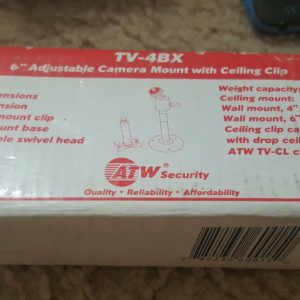 TV-4BX
6" Adjustable Camera Mount with Ceiling Clip
ensions
nsion
mount clip
unt base
ble swivel head
Weight capacity:
Ceiling mount:
Wall mount, 4"
Wall mount, 6"
Ceiling clip ca
with drop ceil
ATW TV-CL c
ATW® Security
Quality • Reliability • Affordability